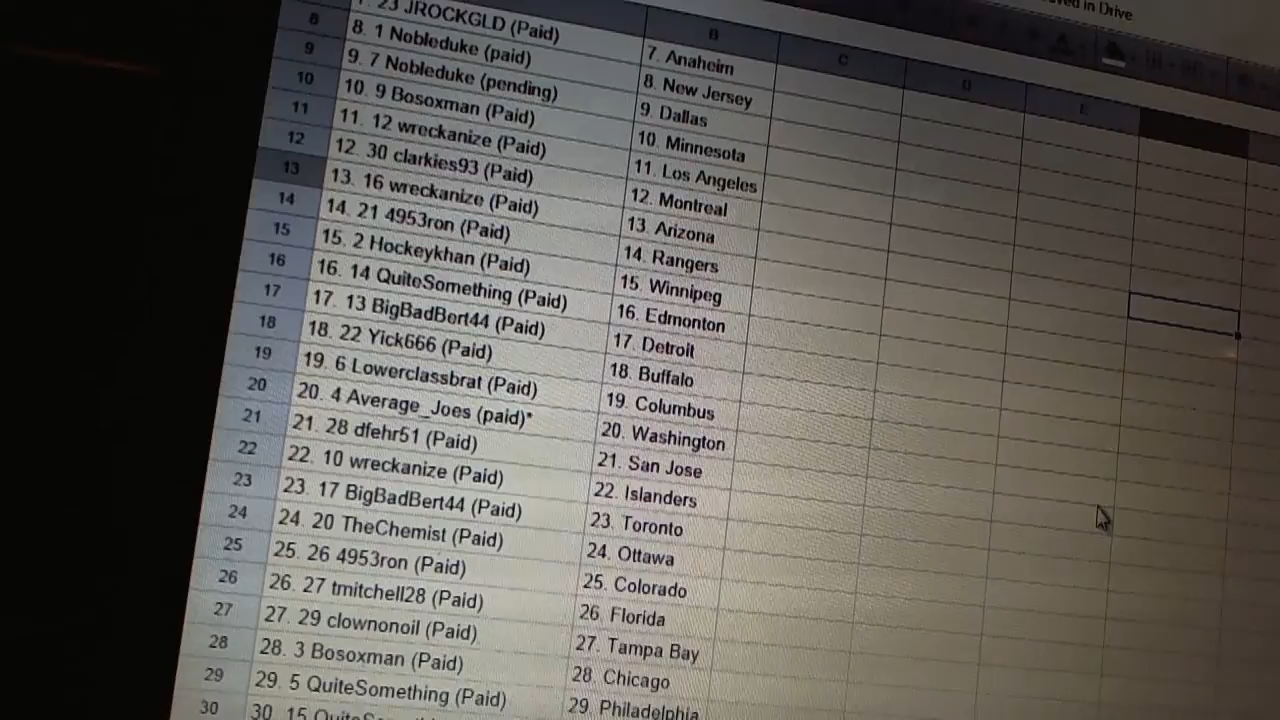 in Drive
B C D E
23 JROCKGLD (Paid) 7. Anaheim
8 8. 1 Nobleduke (paid) 8. New Jersey
9 9. 7 Nobleduke (pending) 9. Dallas
10 10. 9 Bosoxman (Paid) 10. Minnesota
11 11. 12 wreckanize (Paid) 11. Los Angeles
12 12. 30 clarkies93 (Paid) 12. Montreal
13 13. 16 wreckanize (Paid) 13. Arizona
14 14. 21 4953ron (Paid) 14. Rangers
15 15. 2 Hockeykhan (Paid) 15. Winnipeg
16 16. 14 QuiteSomething (Paid) 16. Edmonton
17 17. 13 BigBadBert44 (Paid) 17. Detroit
18 18. 22 Yick666 (Paid) 18. Buffalo
19 19. 6 Lowerclassbrat (Paid) 19. Columbus
20 20. 4 Average_Joes (paid)* 20. Washington
21 21. 28 dfehr51 (Paid) 21. San Jose
22 22. 10 wreckanize (Paid) 22. Islanders
23 23. 17 BigBadBert44 (Paid) 23. Toronto
24 24. 20 TheChemist (Paid) 24. Ottawa
25 25. 26 4953ron (Paid) 25. Colorado
26 26. 27 tmitchell28 (Paid) 26. Florida
27 27. 29 clownonoil (Paid) 27. Tampa Bay
28 28. 3 Bosoxman (Paid) 28. Chicago
29 29. 5 QuiteSomething (Paid) 29. Philadelphia
30 30. 15